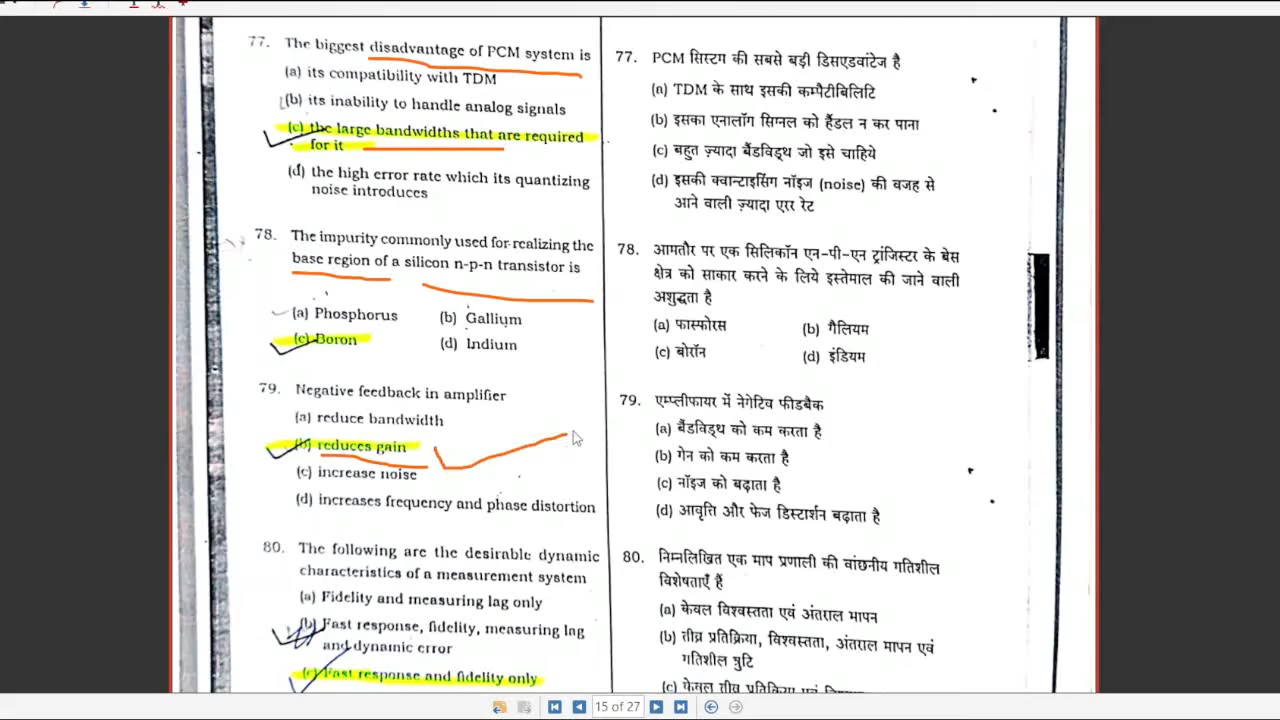 77. The biggest disadvantage of PCM system is
(a) its compatibility with TDM
(b) its inability to handle analog signals
(c) the large bandwidths that are required
for it
(d) the high error rate which its quantizing
noise introduces
78. The impurity commonly used for realizing the
base region of a silicon n-p-n transistor is
(a) Phosphorus (b) Gallium
(c) Boron (d) Indium
79. Negative feedback in amplifier
(a) reduce bandwidth
(b) reduces gain
(c) increase noise
(d) increases frequency and phase distortion
80. The following are the desirable dynamic
characteristics of a measurement system
(a) Fidelity and measuring lag only
(b) Fast response, fidelity, measuring lag
and dynamic error
(c) Fast response and fidelity only
77. PCM सिस्टम की सबसे बड़ी डिसएडवांटेज है
(a) TDM के साथ इसकी कम्पैटीबिलिटि
(b) इसका एनालॉग सिग्नल को हैंडल न कर पाना
(c) बहुत ज़्यादा बैंडविड्थ जो इसे चाहिये
(d) इसकी क्वान्टाइसिंग नॉइज (noise) की वजह से
आने वाली ज़्यादा एरर रेट
78. आमतौर पर एक सिलिकॉन एन-पी-एन ट्रांजिस्टर के बेस
क्षेत्र को साकार करने के लिये इस्तेमाल की जाने वाली
अशुद्धता है
(a) फास्फोरस (b) गैलियम
(c) बोरॉन (d) इंडियम
79. एम्प्लीफायर में नेगेटिव फीडबैक
(a) बैंडविड्थ को कम करता है
(b) गेन को कम करता है
(c) नॉइज को बढ़ाता है
(d) आवृत्ति और फेज डिस्टार्शन बढ़ाता है
80. निम्नलिखित एक माप प्रणाली की वांछनीय गतिशील
विशेषताएँ हैं
(a) केवल विश्वस्तता एवं अंतराल मापन
(b) तीव्र प्रतिक्रिया, विश्वस्तता, अंतराल मापन एवं
गतिशील त्रुटि
(c) केवल तीव्र प्रतिक्रिया एवं
15 of 27